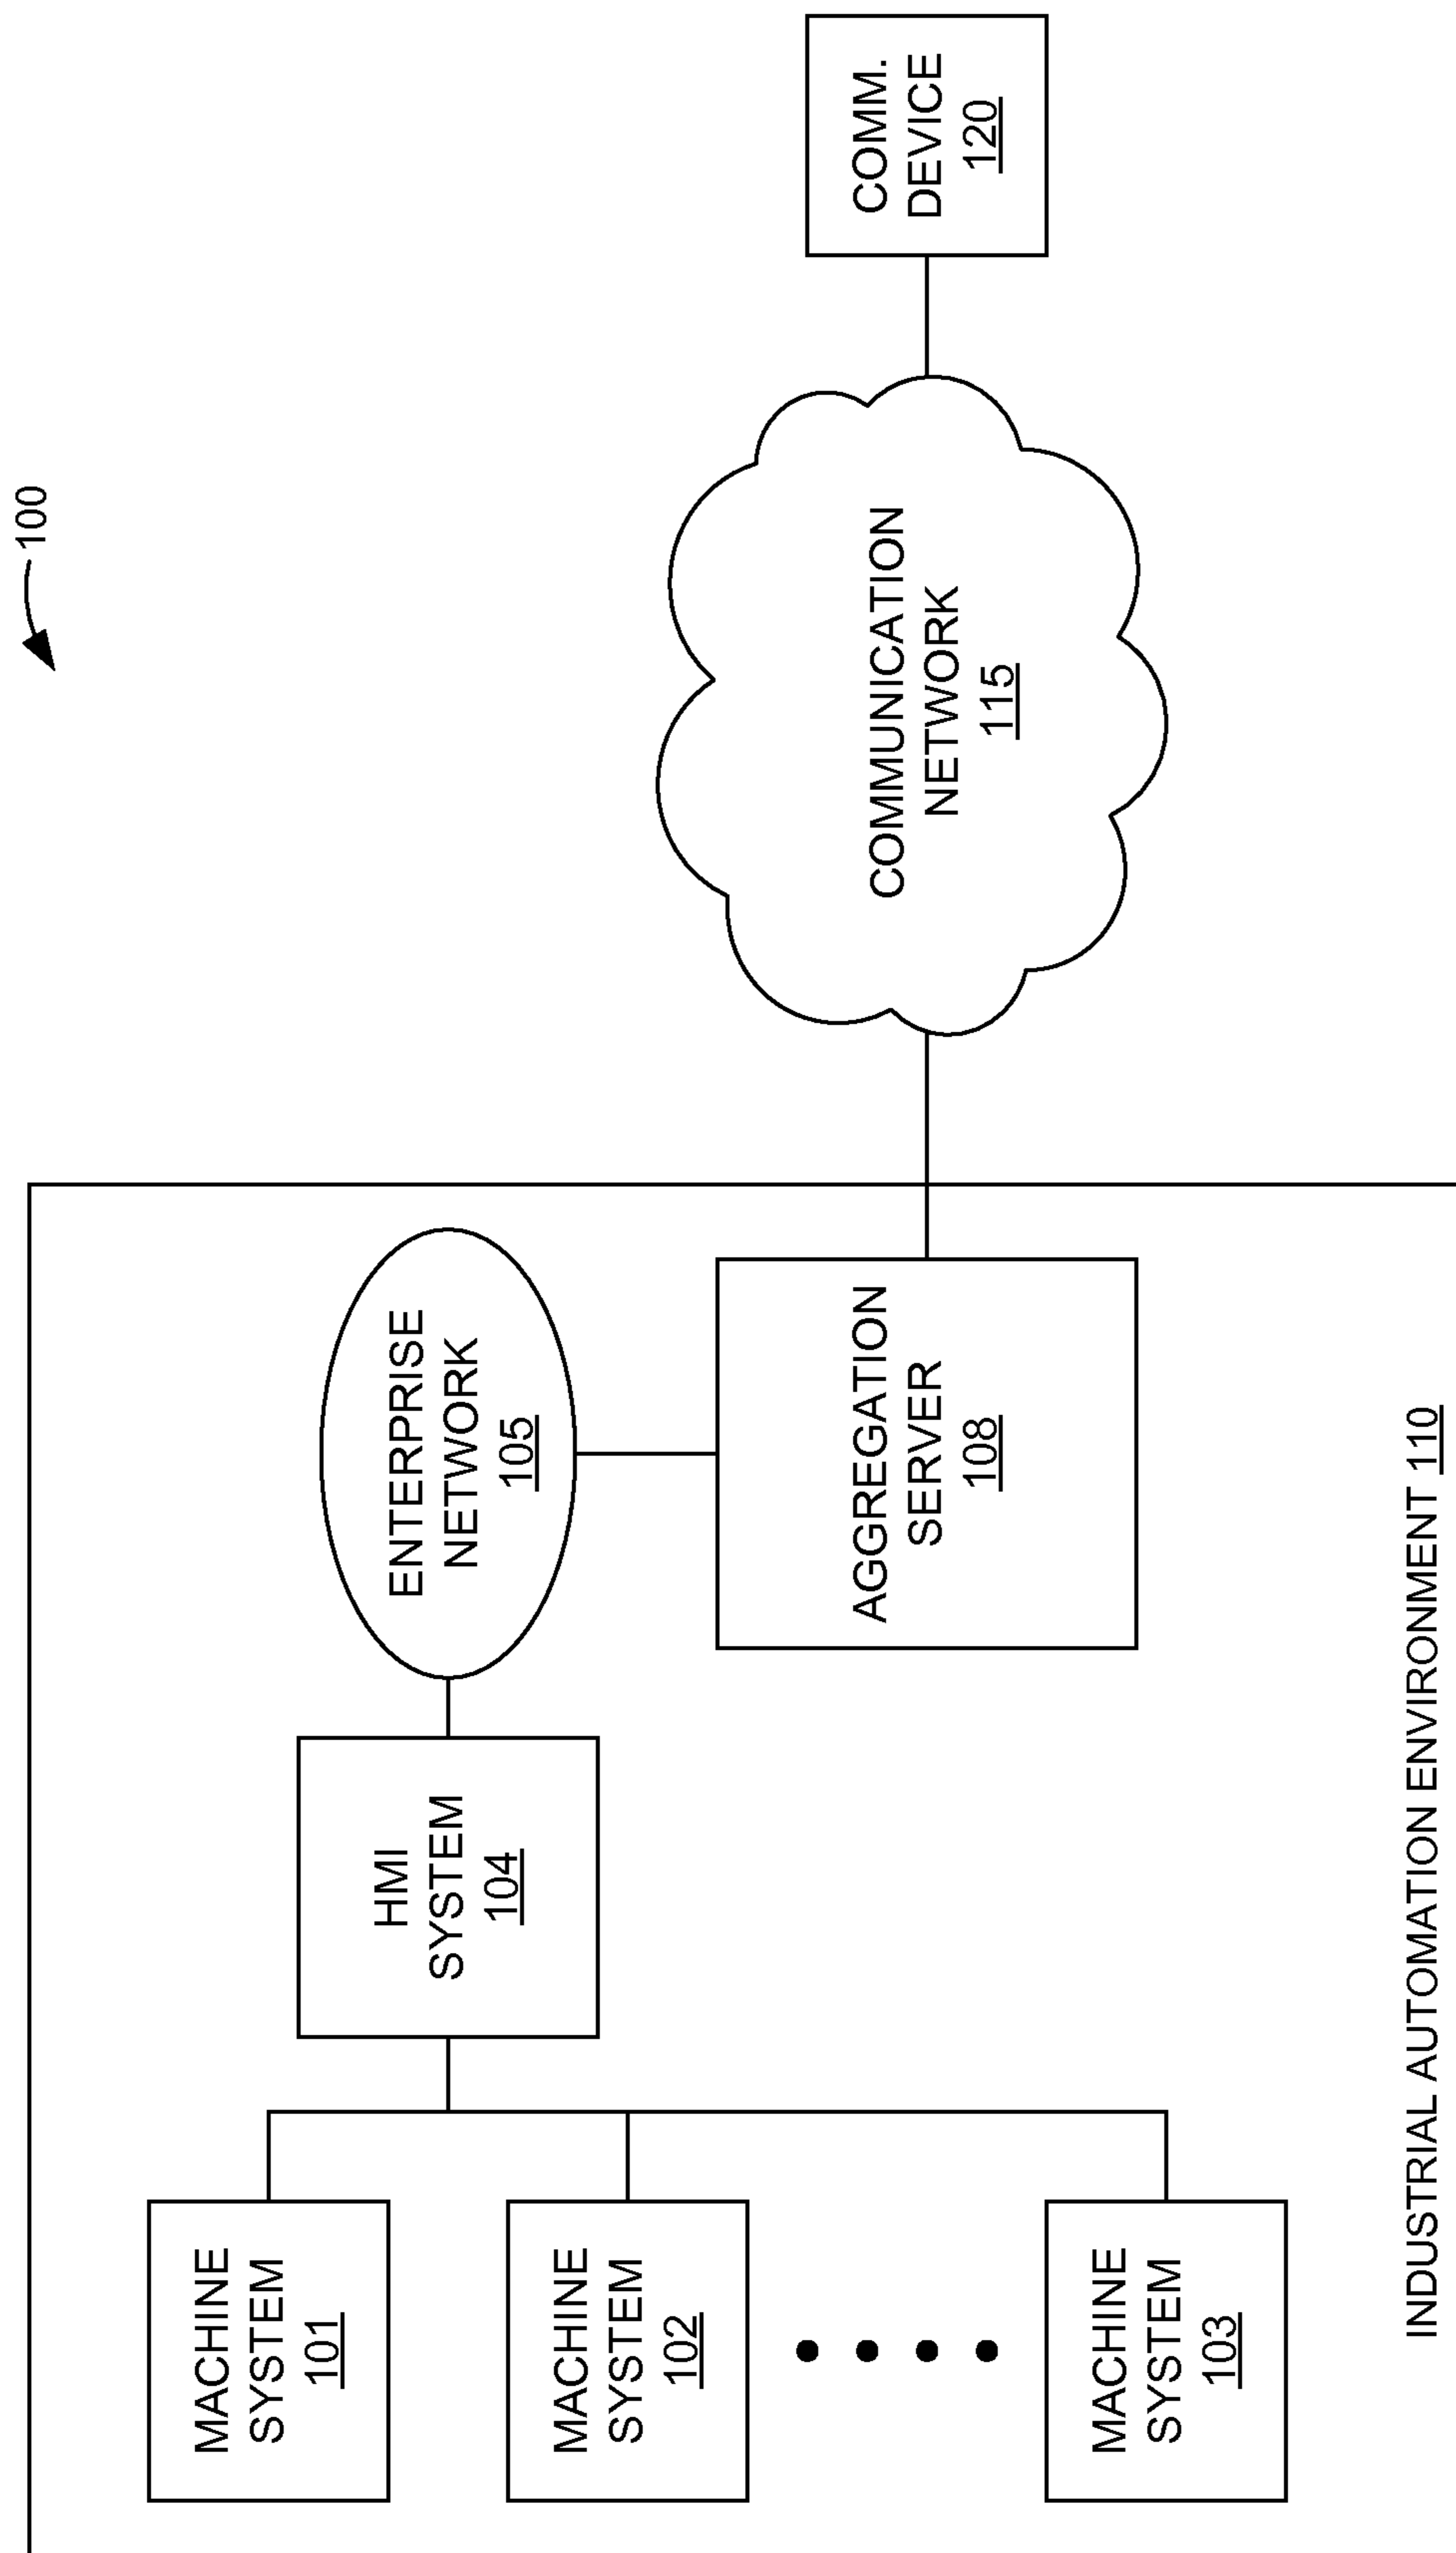 100
MACHINE
SYSTEM
101
MACHINE
SYSTEM
102
MACHINE
SYSTEM
103
HMI
SYSTEM
104
ENTERPRISE
NETWORK
105
AGGREGATION
SERVER
108
COMMUNICATION
NETWORK
115
COMM.
DEVICE
120
INDUSTRIAL AUTOMATION ENVIRONMENT 110